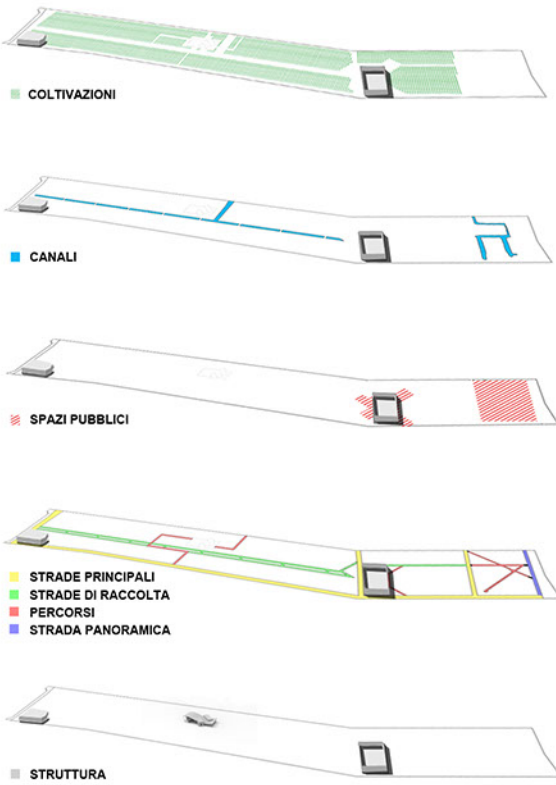 COLTIVAZIONI
CANALI
SPAZI PUBBLICI
STRADE PRINCIPALI
STRADE DI RACCOLTA
PERCORSI
STRADA PANORAMICA
STRUTTURA